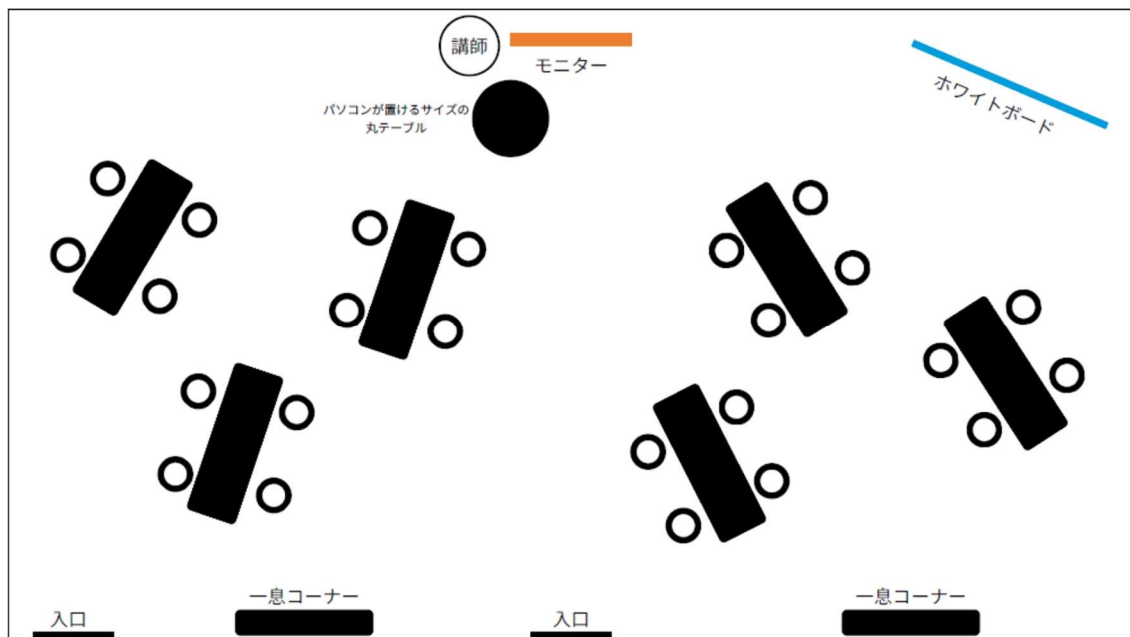 講師
モニター
ホワイトボード
パソコンが置けるサイズの
丸テーブル
一息コーナー
一息コーナー
入口
入口